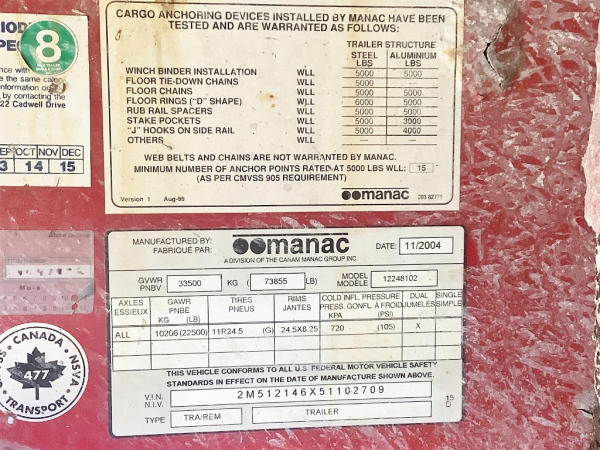 CARGO ANCHORING DEVICES INSTALLED BY MANAC HAVE BEEN
TESTED AND ARE WARRANTED AS FOLLOWS:
TRAILER STRUCTURE
STEEL ALUMINIUM
LBS LBS
WINCH BINDER INSTALLATION WLL 5000 5000
FLOOR TIE-DOWN CHAINS WLL 5000 —
FLOOR CHAINS WLL 5000 5000
FLOOR RINGS ("D" SHAPE) WLL 6000 5000
RUB RAIL SPACERS WLL 5000 5000
STAKE POCKETS WLL 5000 3000
"J" HOOKS ON SIDE RAIL WLL 5000 4000
OTHERS WLL — —
WEB BELTS AND CHAINS ARE NOT WARRANTED BY MANAC.
MINIMUM NUMBER OF ANCHOR POINTS RATED AT 5000 LBS WLL: 15
(AS PER CMVSS 905 REQUIREMENT)
Version 1 Aug-99 manac
8
22 Cadwell Drive
OCT NOV DEC
3 14 15
MANUFACTURED BY:
FABRIQUÉ PAR:
manac
A DIVISION OF THE CANAM MANAC GROUP INC.
DATE: 11/2004
GVWR
PNBV 33500 KG ( 73855 LB) MODEL
MODÈLE 12248102
AXLES
ESSIEUX
GAWR
PNBE
KG (LB)
TIRES
PNEUS
RIMS
JANTES
COLD INFL. PRESSURE
PRESS. GONFL. À FROID
KPA (PSI)
DUAL
JUMELÉS
SINGLE
SIMPLE
ALL 10206 (22500) 11R24.5 (G) 24.5X8.25 720 (105) X
THIS VEHICLE CONFORMS TO ALL U.S. FEDERAL MOTOR VEHICLE SAFETY
STANDARDS IN EFFECT ON THE DATE OF MANUFACTURE SHOWN ABOVE.
V.I.N.
N.I.V. 2M512146X51102709
TYPE TRA/REM TRAILER
15
D
CANADA
NSVA
477
TRANSPORT